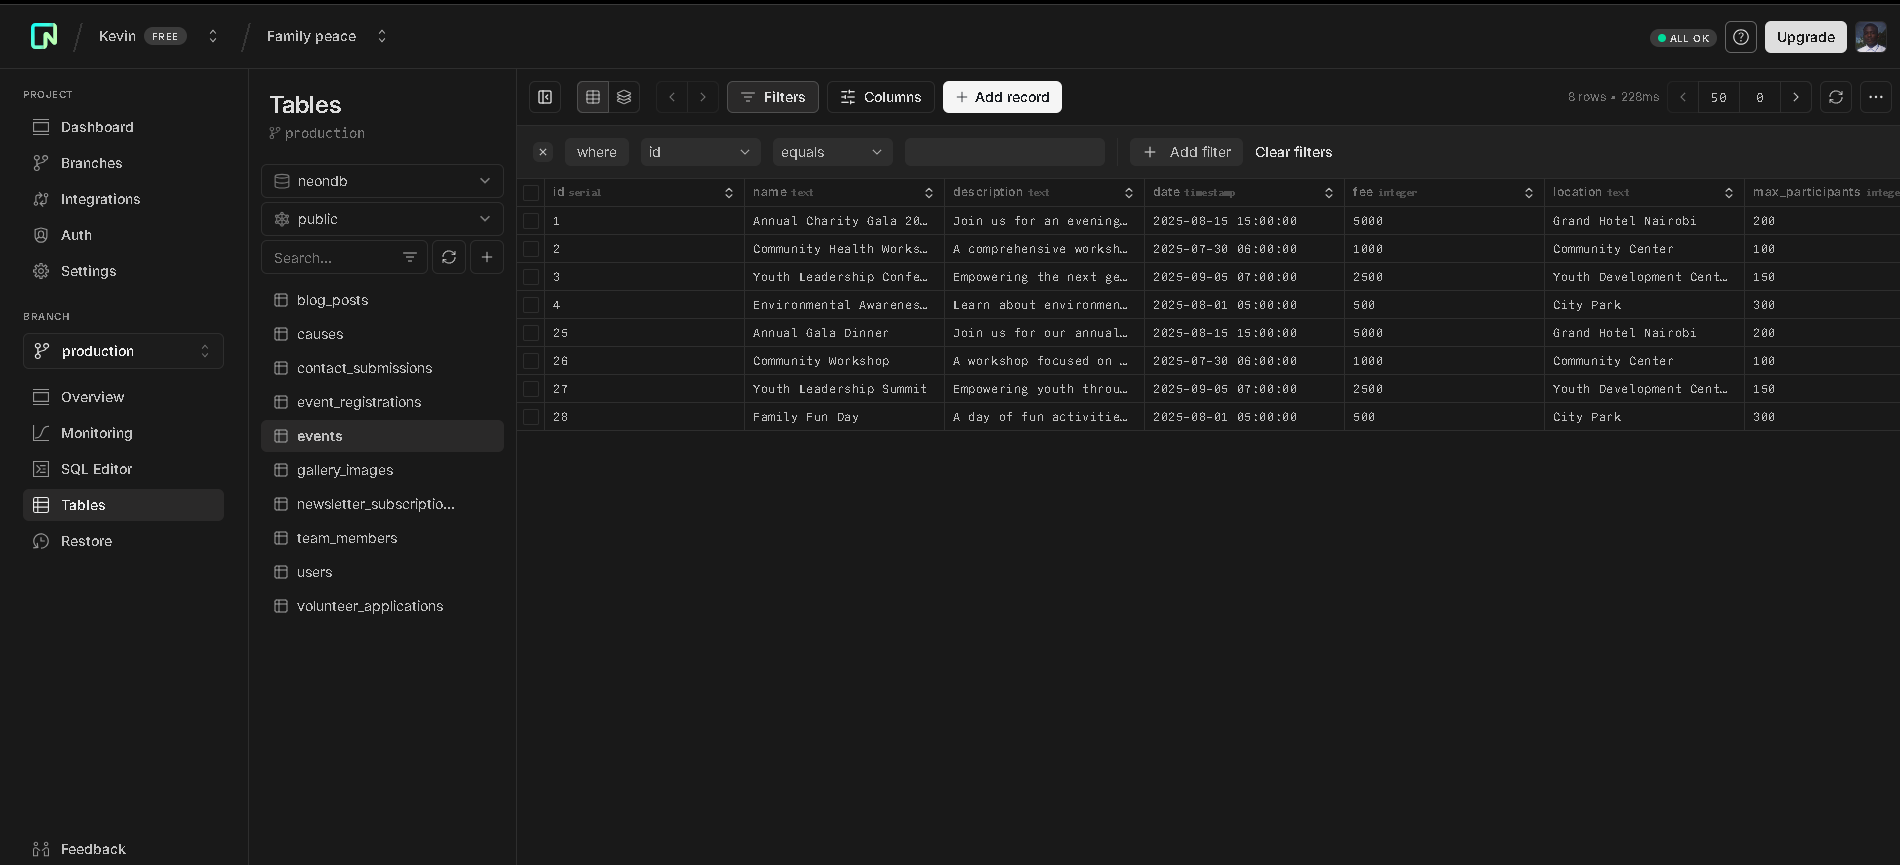 Kevin FREE Family peace ALL OK Upgrade
PROJECT
Dashboard
Branches
Integrations
Auth
Settings
BRANCH
production
Overview
Monitoring
SQL Editor
Tables
Restore
Feedback
Tables
production
neondb
public
Search...
blog_posts
causes
contact_submissions
event_registrations
events
gallery_images
newsletter_subscriptio...
team_members
users
volunteer_applications
Filters Columns + Add record 8 rows • 228ms 50 0
where id equals + Add filter Clear filters
id serial name text description text date timestamp fee integer location text max_participants intege
1 Annual Charity Gala 20… Join us for an evening… 2025-08-15 15:00:00 5000 Grand Hotel Nairobi 200
2 Community Health Works… A comprehensive worksh… 2025-07-30 06:00:00 1000 Community Center 100
3 Youth Leadership Confe… Empowering the next ge… 2025-09-05 07:00:00 2500 Youth Development Cent… 150
4 Environmental Awarenes… Learn about environmen… 2025-08-01 05:00:00 500 City Park 300
25 Annual Gala Dinner Join us for our annual… 2025-08-15 15:00:00 5000 Grand Hotel Nairobi 200
26 Community Workshop A workshop focused on … 2025-07-30 06:00:00 1000 Community Center 100
27 Youth Leadership Summit Empowering youth throu… 2025-09-05 07:00:00 2500 Youth Development Cent… 150
28 Family Fun Day A day of fun activitie… 2025-08-01 05:00:00 500 City Park 300